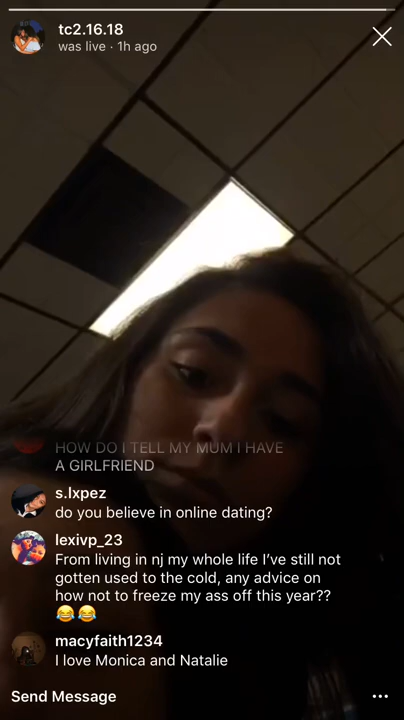 tc2.16.18
was live · 1h ago
HOW DO I TELL MY MUM I HAVE
A GIRLFRIEND
s.lxpez
do you believe in online dating?
lexivp_23
From living in nj my whole life I’ve still not
gotten used to the cold, any advice on
how not to freeze my ass off this year??
😂😂
macyfaith1234
I love Monica and Natalie
Send Message